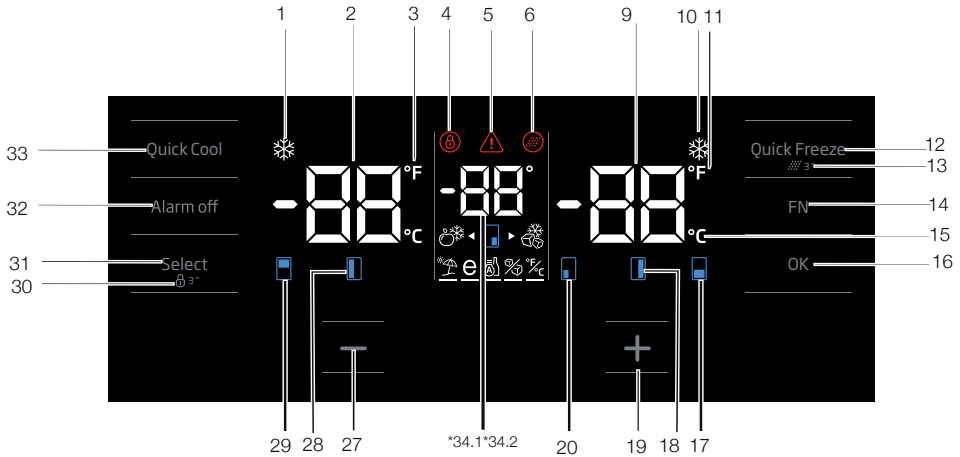 1 2 3 4 5 6 9 10 11
33 Quick Cool -88 °F -88 ° -88 °F Quick Freeze 12
3" 13
32 Alarm off FN 14
°C °C 15
31 Select e A °F/°C OK 16
30 3"
29 28 27 *34.1*34.2 20 19 18 17